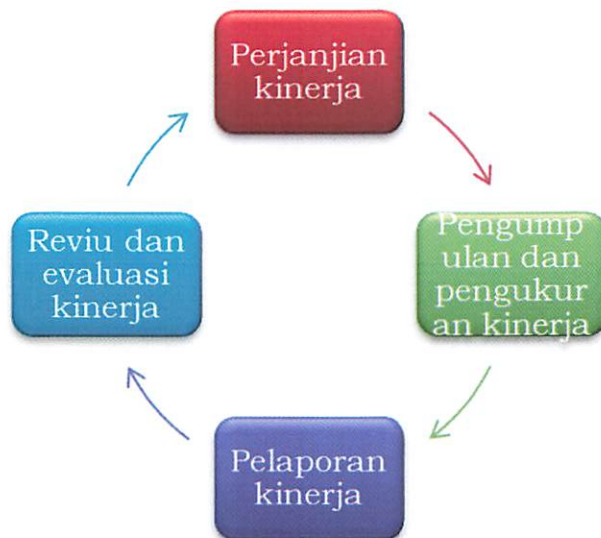 Perjanjian
kinerja
Pengump
ulan dan
pengukur
an kinerja
Pelaporan
kinerja
Reviu dan
evaluasi
kinerja